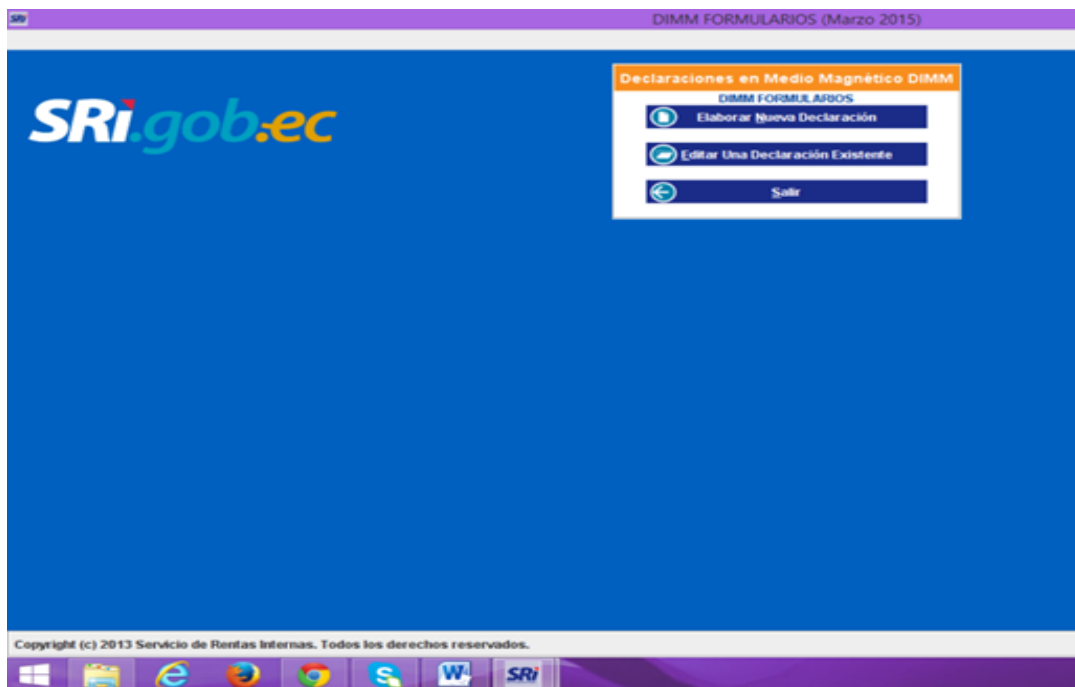 SRi
DIMM FORMULARIOS (Marzo 2015)
SRi.gob.ec
Declaraciones en Medio Magnético DIMM
DIMM FORMULARIOS
Elaborar Nueva Declaración
Editar Una Declaración Existente
Salir
Copyright (c) 2013 Servicio de Rentas Internas. Todos los derechos reservados.
SRi